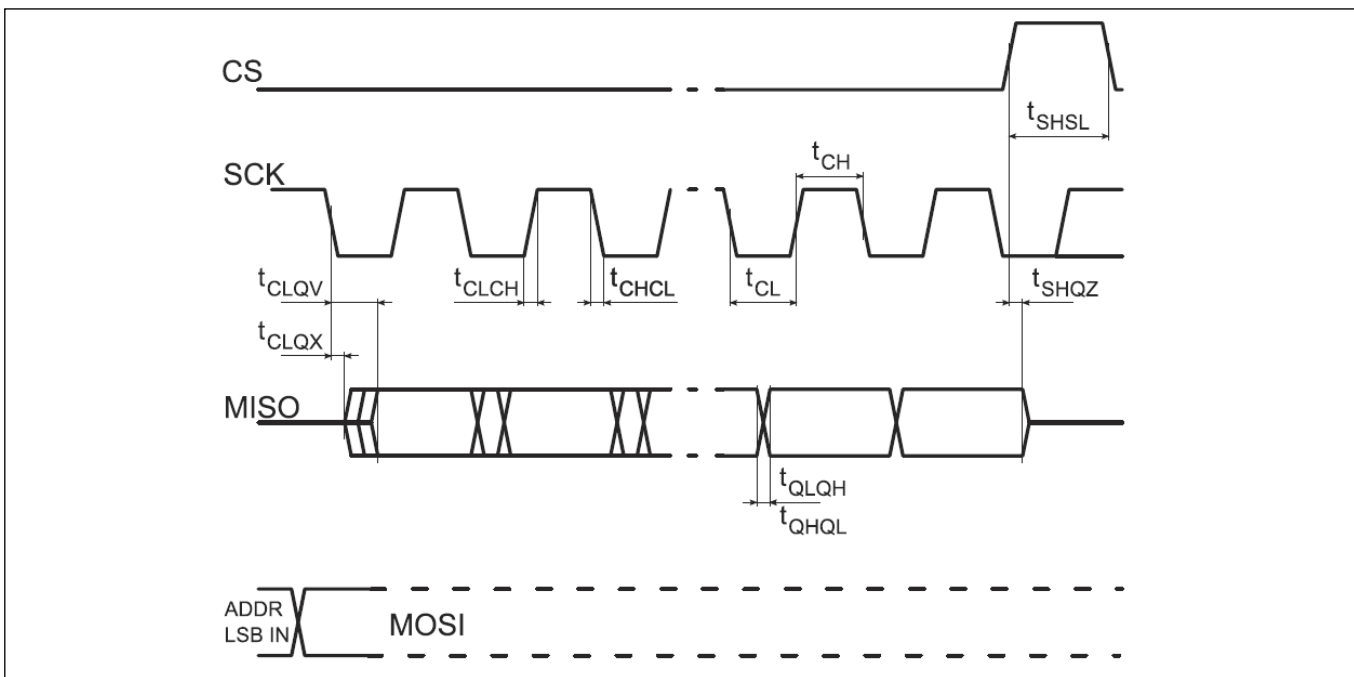 CS
tSHSL
SCK
tCH
tCLQV
tCLCH
tCHCL
tCL
tSHQZ
tCLQX
MISO
tQLQH
tQHQL
ADDR
LSB IN
MOSI